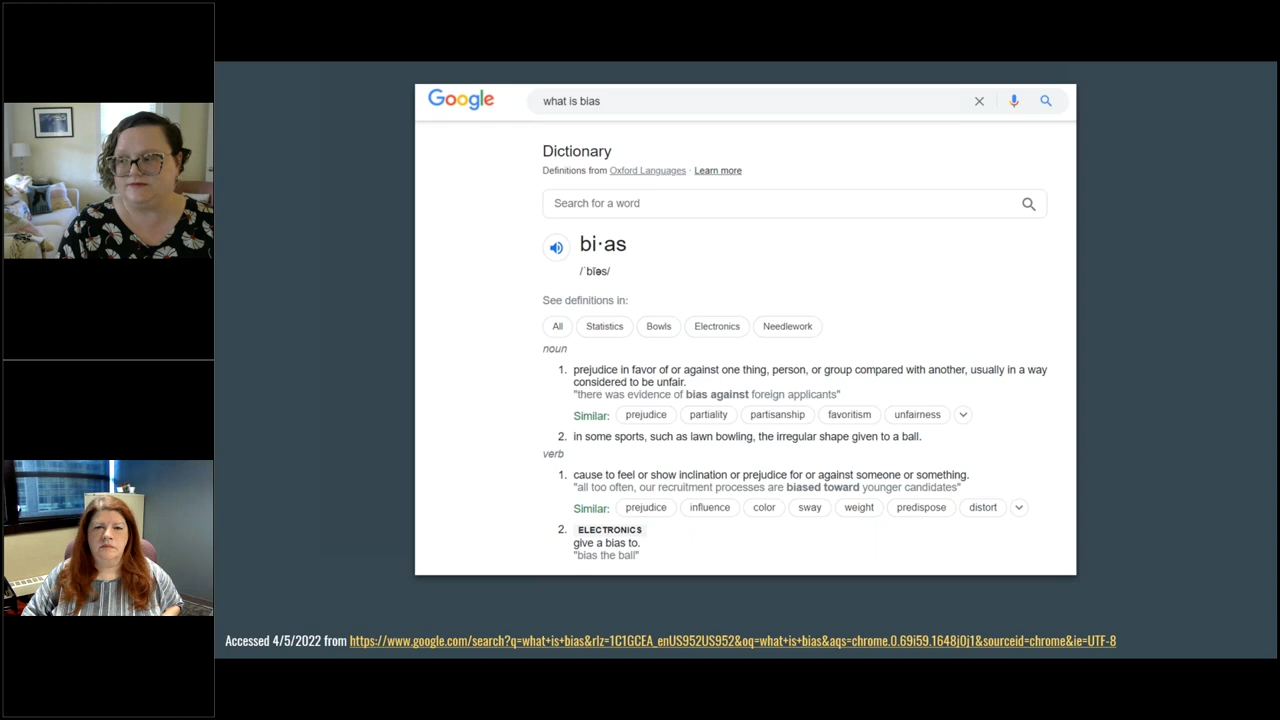 Google
what is bias
Dictionary
Definitions from Oxford Languages · Learn more
Search for a word
bi·as
/ˈbīəs/
See definitions in:
All Statistics Bowls Electronics Needlework
noun
1. prejudice in favor of or against one thing, person, or group compared with another, usually in a way
considered to be unfair.
"there was evidence of bias against foreign applicants"
Similar: prejudice partiality partisanship favoritism unfairness
2. in some sports, such as lawn bowling, the irregular shape given to a ball.
verb
1. cause to feel or show inclination or prejudice for or against someone or something.
"all too often, our recruitment processes are biased toward younger candidates"
Similar: prejudice influence color sway weight predispose distort
2. ELECTRONICS
give a bias to.
"bias the ball"
Accessed 4/5/2022 from https://www.google.com/search?q=what+is+bias&rlz=1C1GCEA_enUS952US952&oq=what+is+bias&aqs=chrome.0.69i59.1648j0j1&sourceid=chrome&ie=UTF-8